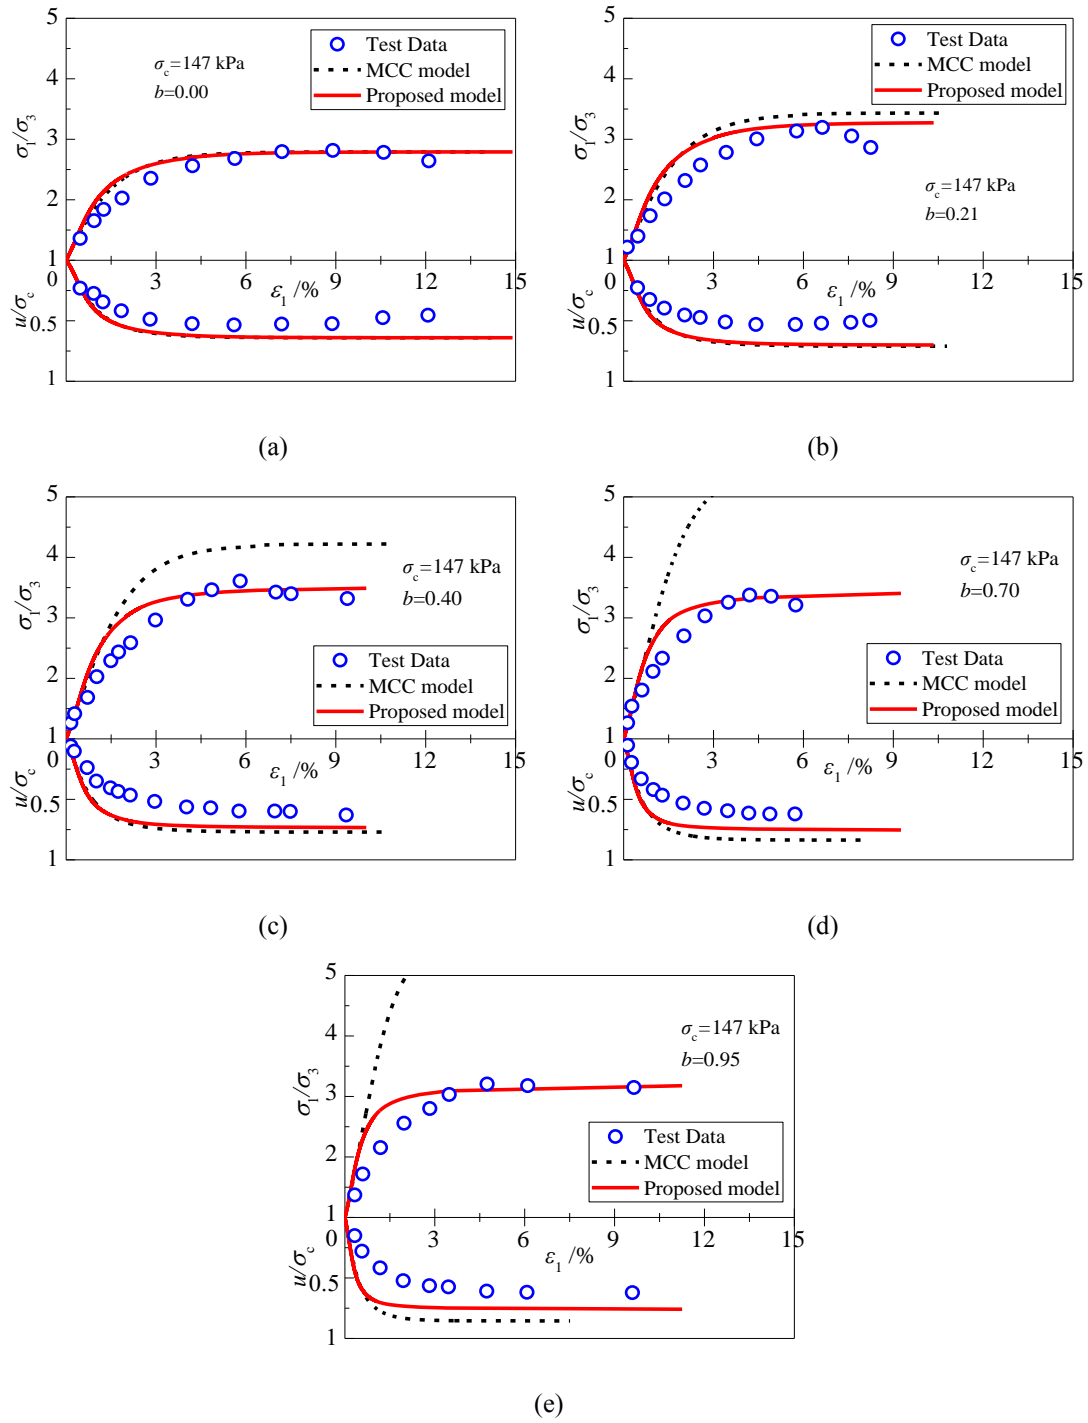 5
4
3
2
1
σ1/σ3
σc=147 kPa
b=0.00
Test Data
MCC model
Proposed model
0
0.5
1
u/σc
3
6
9
12
15
ε1 /%
(a)
5
4
3
2
1
σ1/σ3
Test Data
MCC model
Proposed model
σc=147 kPa
b=0.21
0
0.5
1
u/σc
3
6
9
12
15
ε1 /%
(b)
5
4
3
2
1
σ1/σ3
σc=147 kPa
b=0.40
Test Data
MCC model
Proposed model
0
0.5
1
u/σc
3
6
9
12
15
ε1 /%
(c)
5
4
3
2
1
σ1/σ3
σc=147 kPa
b=0.70
Test Data
MCC model
Proposed model
0
0.5
1
u/σc
3
6
9
12
15
ε1 /%
(d)
5
4
3
2
1
σ1/σ3
σc=147 kPa
b=0.95
Test Data
MCC model
Proposed model
0
0.5
1
u/σc
3
6
9
12
15
ε1 /%
(e)